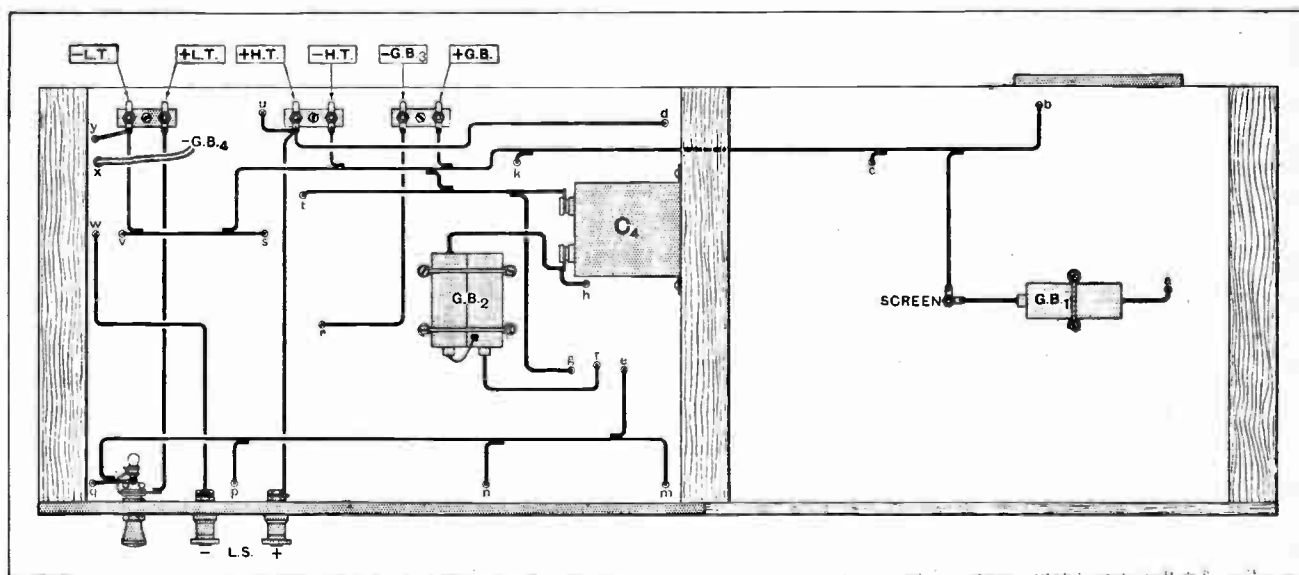 -L.T. +L.T. +H.T. -H.T. -G.B.3 +G.B.
u d b
y
-G.B.4
x k c
t
C4
w v s
h
G.B.2
SCREEN G.B.1 a
r
g f e
q p n m
- L.S. +